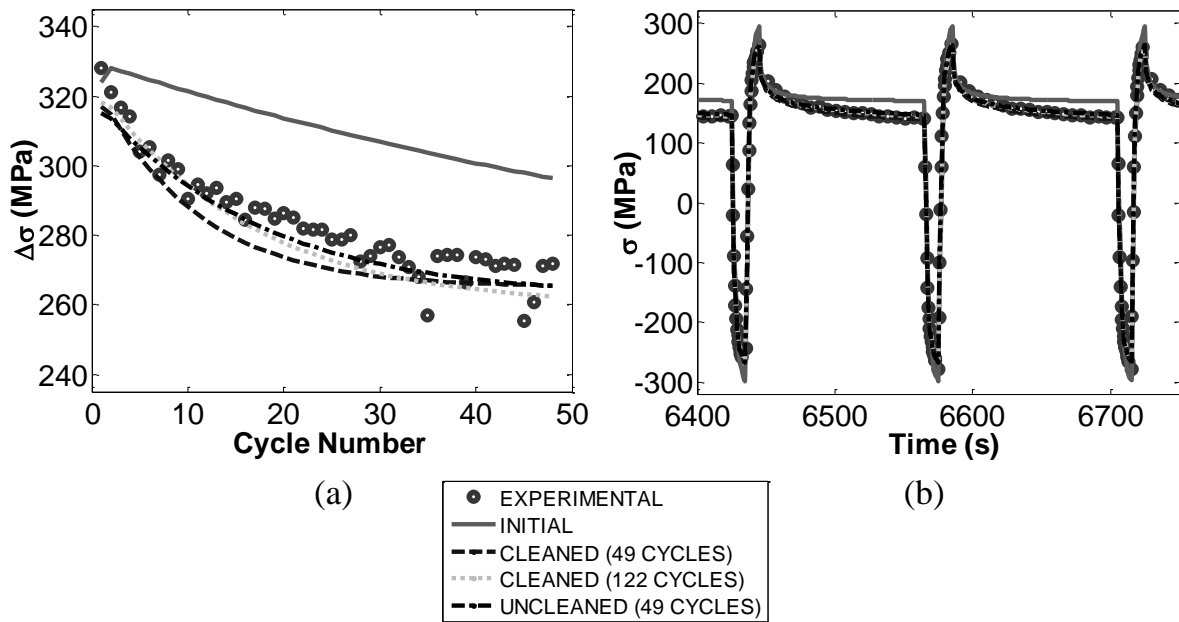 340
320
300
280
260
240
Δσ (MPa)
0 10 20 30 40 50
Cycle Number
300
200
100
0
-100
-200
-300
σ (MPa)
6400 6500 6600 6700
Time (s)
(a)
(b)
EXPERIMENTAL
INITIAL
CLEANED (49 CYCLES)
CLEANED (122 CYCLES)
UNCLEANED (49 CYCLES)